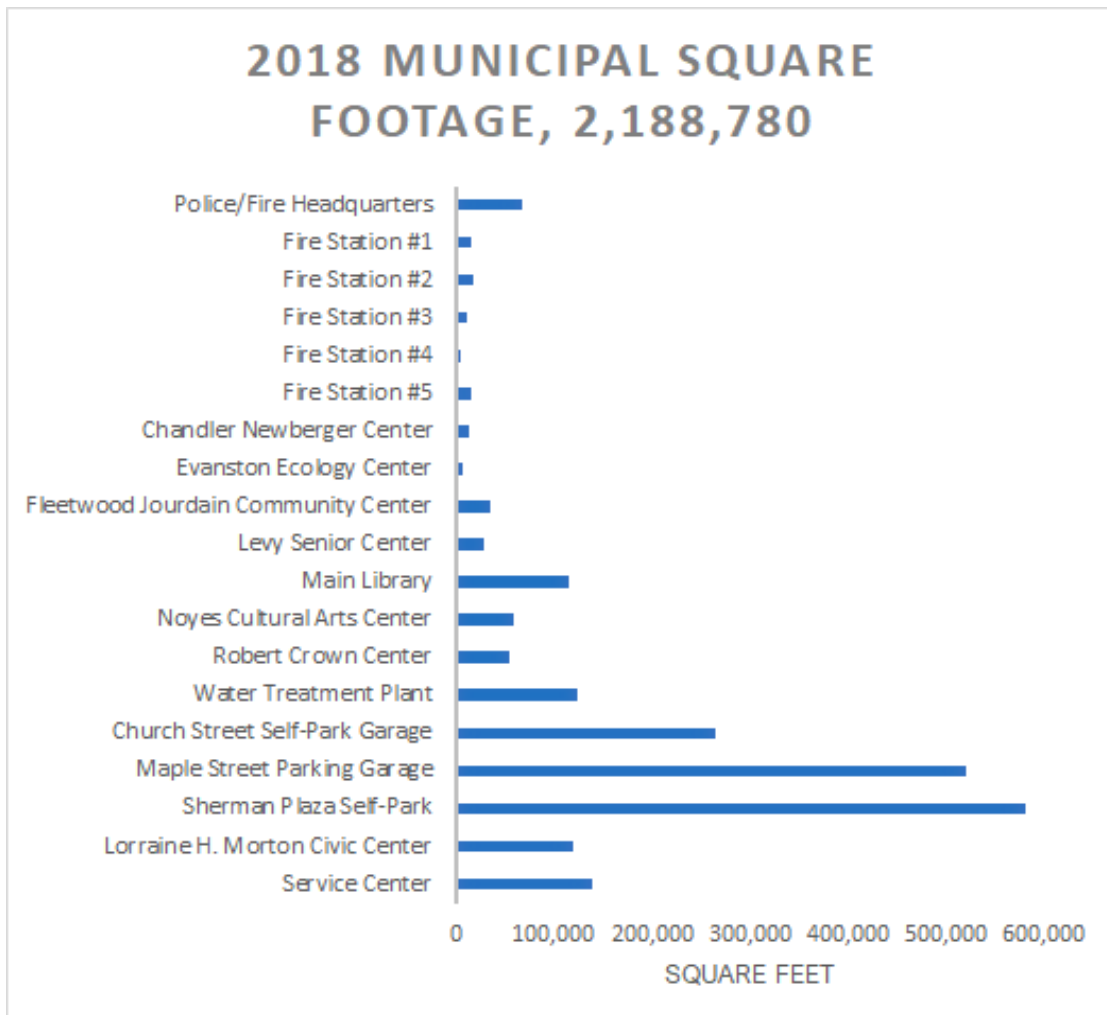 2018 MUNICIPAL SQUARE
FOOTAGE, 2,188,780
Police/Fire Headquarters
Fire Station #1
Fire Station #2
Fire Station #3
Fire Station #4
Fire Station #5
Chandler Newberger Center
Evanston Ecology Center
Fleetwood Jourdain Community Center
Levy Senior Center
Main Library
Noyes Cultural Arts Center
Robert Crown Center
Water Treatment Plant
Church Street Self-Park Garage
Maple Street Parking Garage
Sherman Plaza Self-Park
Lorraine H. Morton Civic Center
Service Center
0 100,000 200,000 300,000 400,000 500,000 600,000
SQUARE FEET